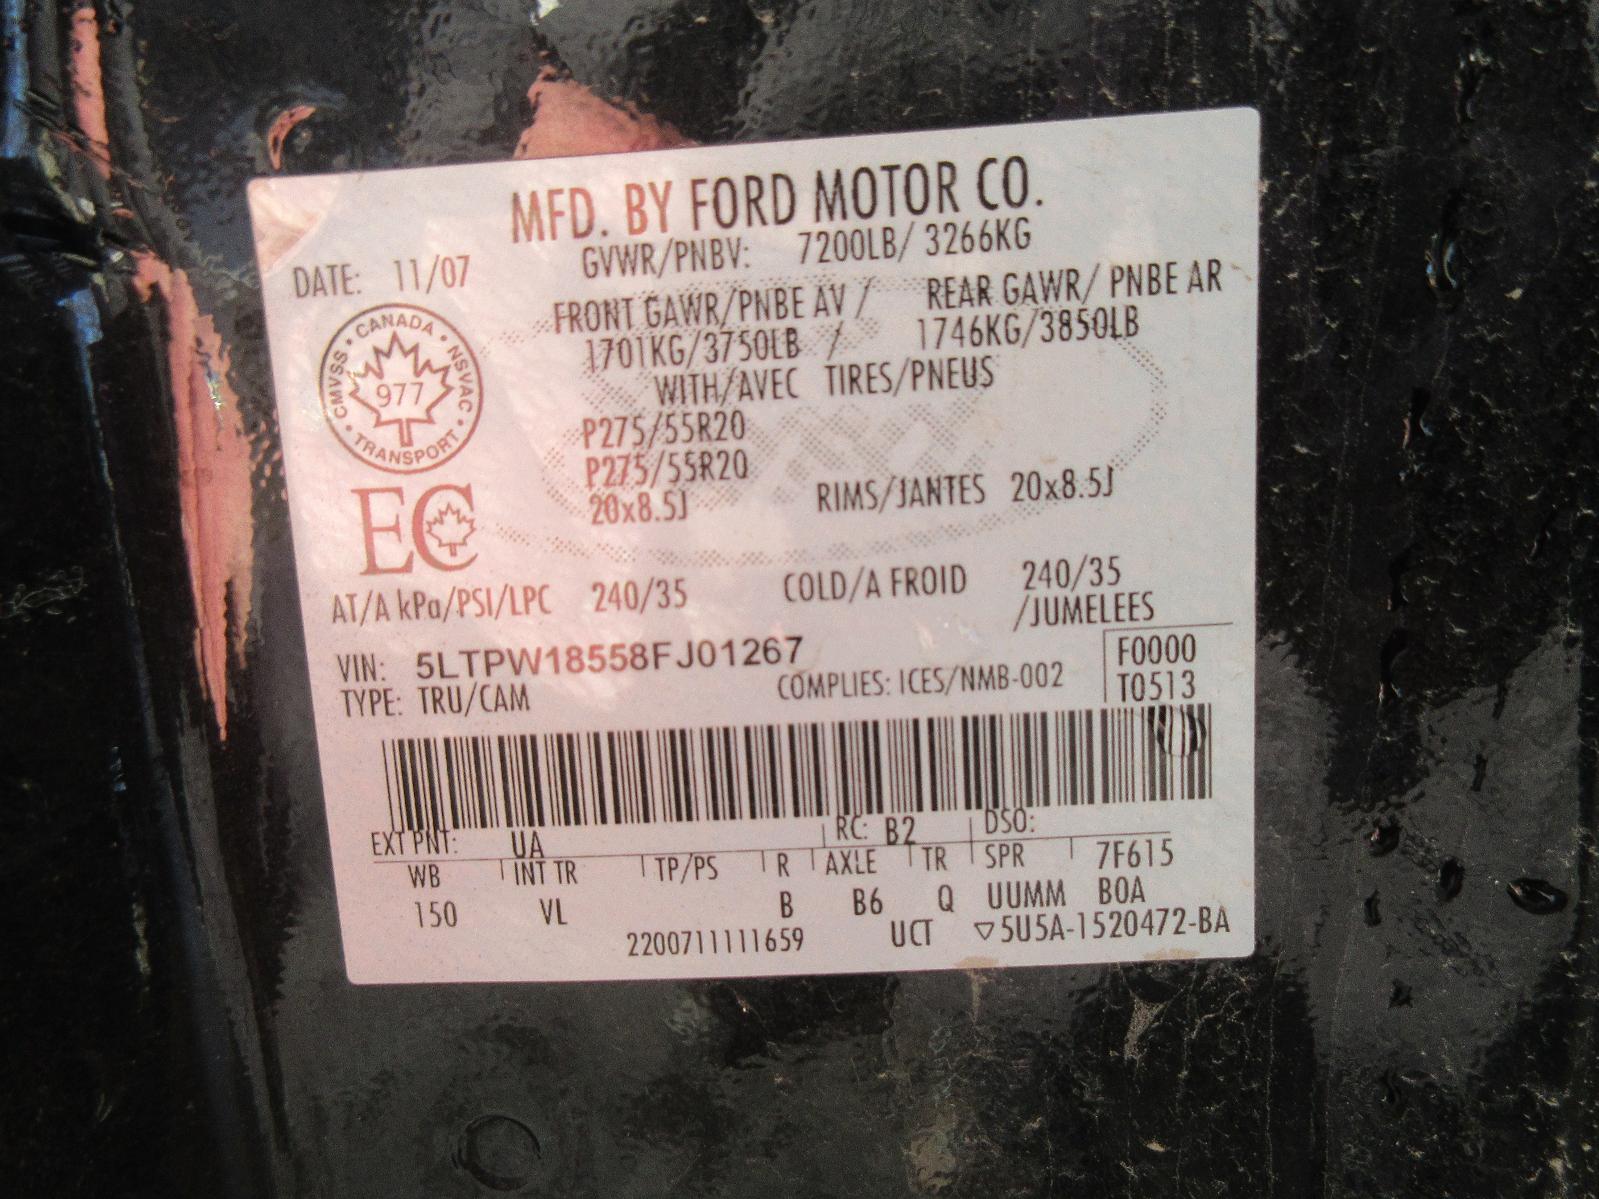 MFD. BY FORD MOTOR CO.
DATE: 11/07
GVWR/PNBV: 7200LB/ 3266KG
FRONT GAWR/PNBE AV / REAR GAWR/ PNBE AR
1701KG/3750LB / 1746KG/3850LB
WITH/AVEC TIRES/PNEUS
P275/55R20
P275/55R20
20x8.5J RIMS/JANTES 20x8.5J
CANADA • NSVAC • TRANSPORT • CMVSS •
977
EC
AT/A kPa/PSI/LPC 240/35 COLD/A FROID 240/35
/JUMELEES
VIN: 5LTPW18558FJ01267
F0000
TYPE: TRU/CAM COMPLIES: ICES/NMB-002
T0513
EXT PNT: UA RC: B2 DSO:
WB INT TR TP/PS R AXLE TR SPR 7F615
150 VL B B6 Q UUMM BOA
2200711111659 UCT ▽5U5A-1520472-BA